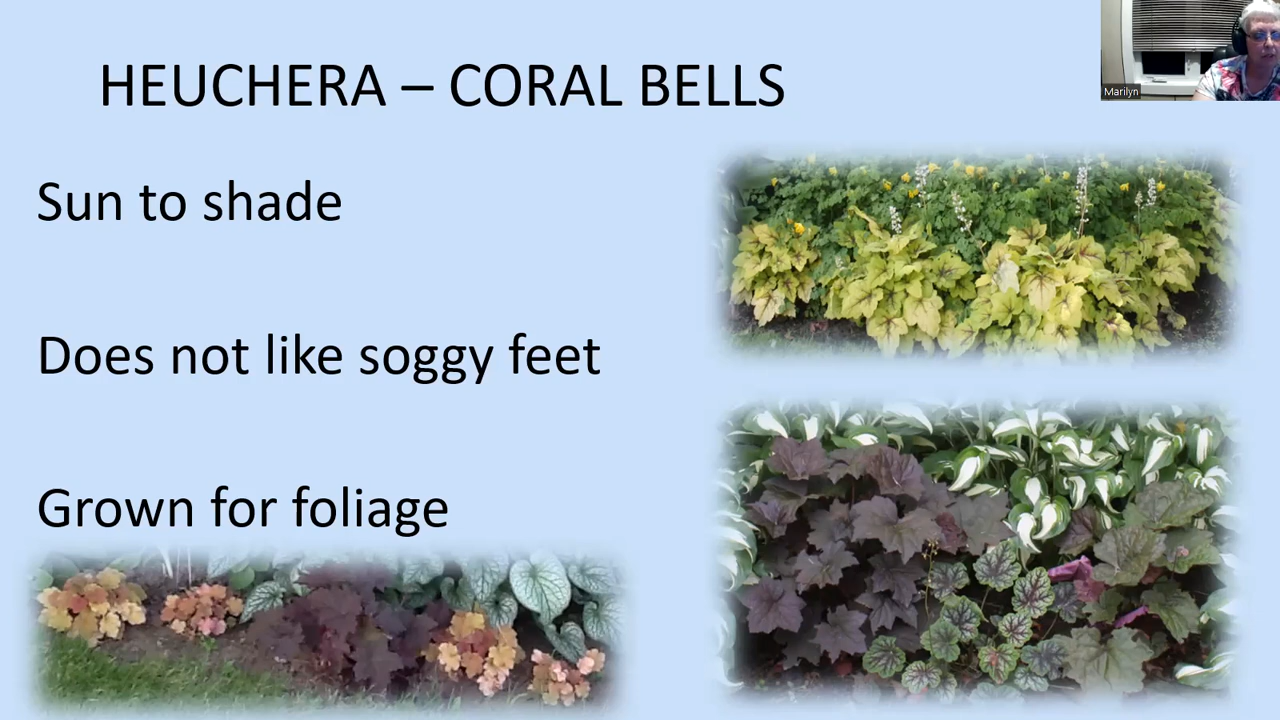 HEUCHERA – CORAL BELLS
Marilyn
Sun to shade
Does not like soggy feet
Grown for foliage